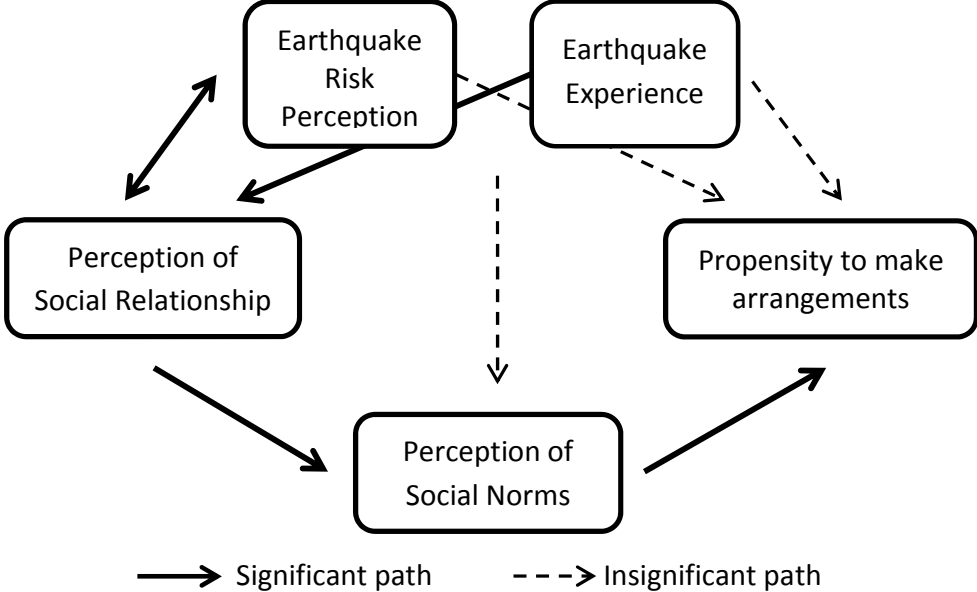 Earthquake
Risk
Perception
Earthquake
Experience
Perception of
Social Relationship
Propensity to make
arrangements
Perception of
Social Norms
Significant path
Insignificant path